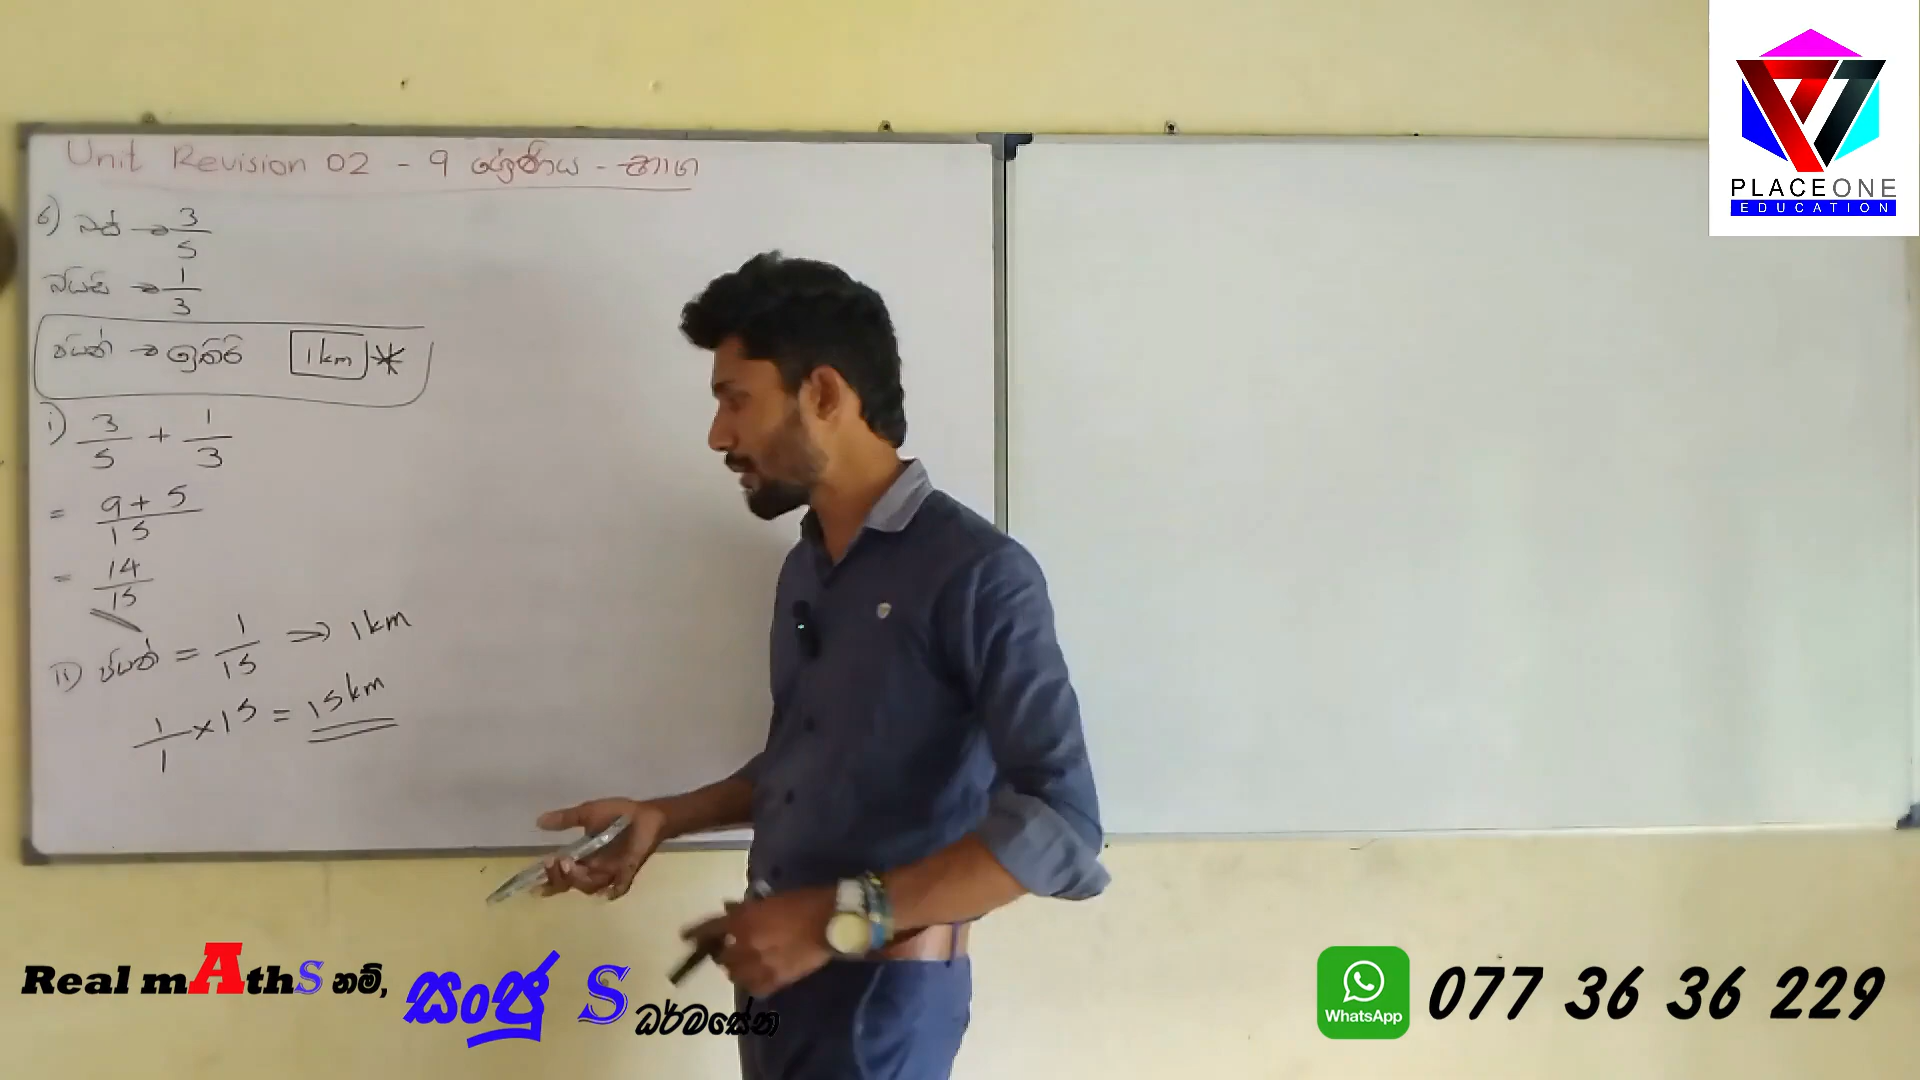 Unit Revision 02 - 9 ශ්‍රේණිය - භාග
6) බස් → 3/5
→ 1/3
→ ඉතිරි 1km *
i) 3/5 + 1/3
= 9+5/15
= 14/15
ii) = 1/15 ⇒ 1km
1/1 × 15 = 15km
PLACEONE
EDUCATION
Real mAthS නම්, සංජු S ධර්මසේන
WhatsApp 077 36 36 229